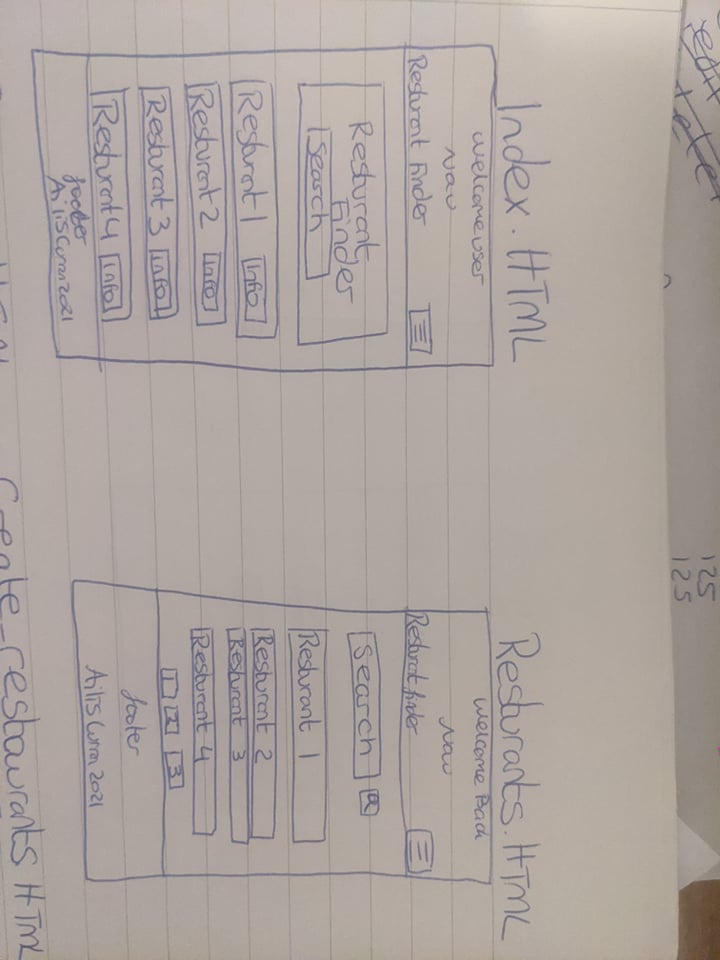 edit
125
125
Index.HTML
welcome user
Nav
Resturant Finder
Resturant
Finder
Search
Resturant 1 info
Resturant 2 info
Resturant 3 info
Resturant 4 info
footer
Ailis Curran 2021
Resturants.HTML
Welcome Back
Nav
Resturant finder
Search
Resturant 1
Resturant 2
Resturant 3
Resturant 4
1 2 3
footer
Ailis Curran 2021
HTML
Create_restaurants HTML